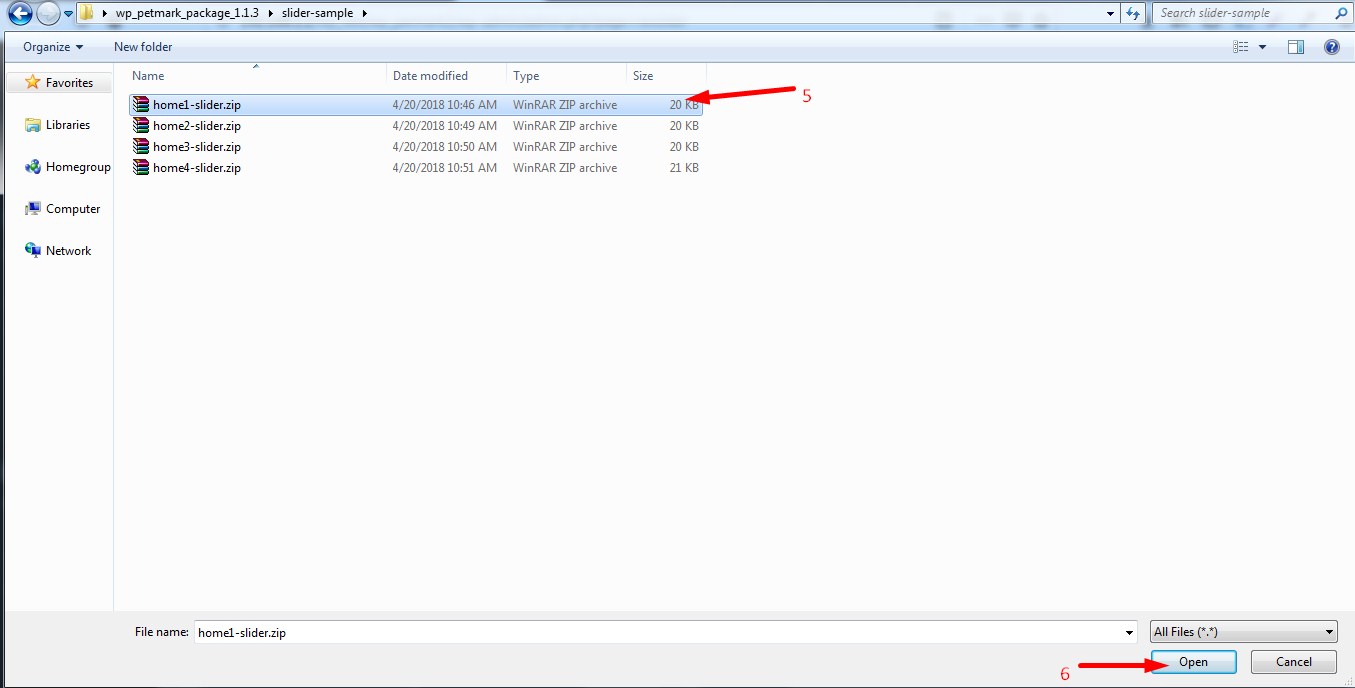 wp_petmark_package_1.1.3 slider-sample Search slider-sample
Organize New folder
Name Date modified Type Size
Favorites
Libraries
Homegroup
Computer
Network
home1-slider.zip 4/20/2018 10:46 AM WinRAR ZIP archive 20 KB 5
home2-slider.zip 4/20/2018 10:49 AM WinRAR ZIP archive 20 KB
home3-slider.zip 4/20/2018 10:50 AM WinRAR ZIP archive 20 KB
home4-slider.zip 4/20/2018 10:51 AM WinRAR ZIP archive 21 KB
File name: home1-slider.zip All Files (*.*)
6 Open Cancel